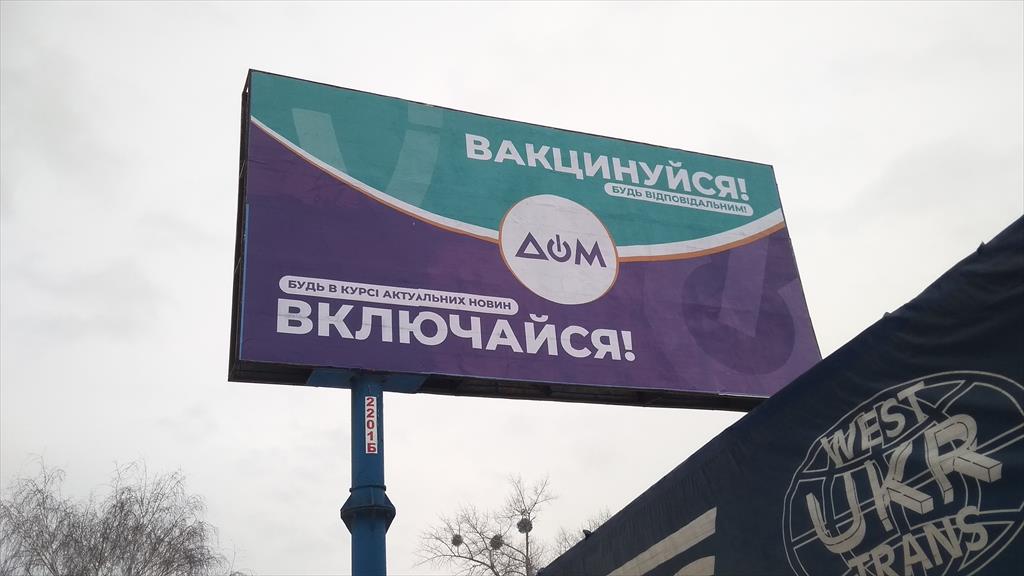 ВАКЦИНУЙСЯ!
БУДЬ ВІДПОВІДАЛЬНИМ!
ДОМ
БУДЬ В КУРСІ АКТУАЛЬНИХ НОВИН
ВКЛЮЧАЙСЯ!
2201Б
WEST
UKR
TRANS